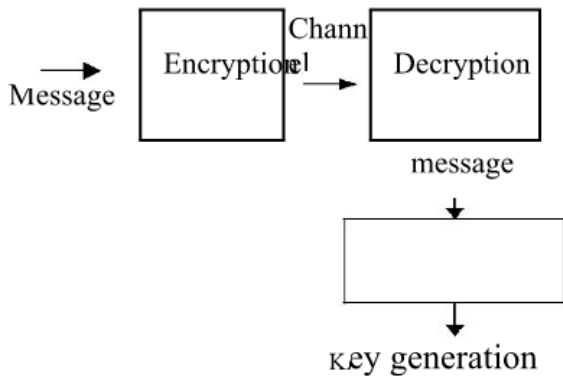 Chann
el
Encryption
Decryption
Message
message
Key generation